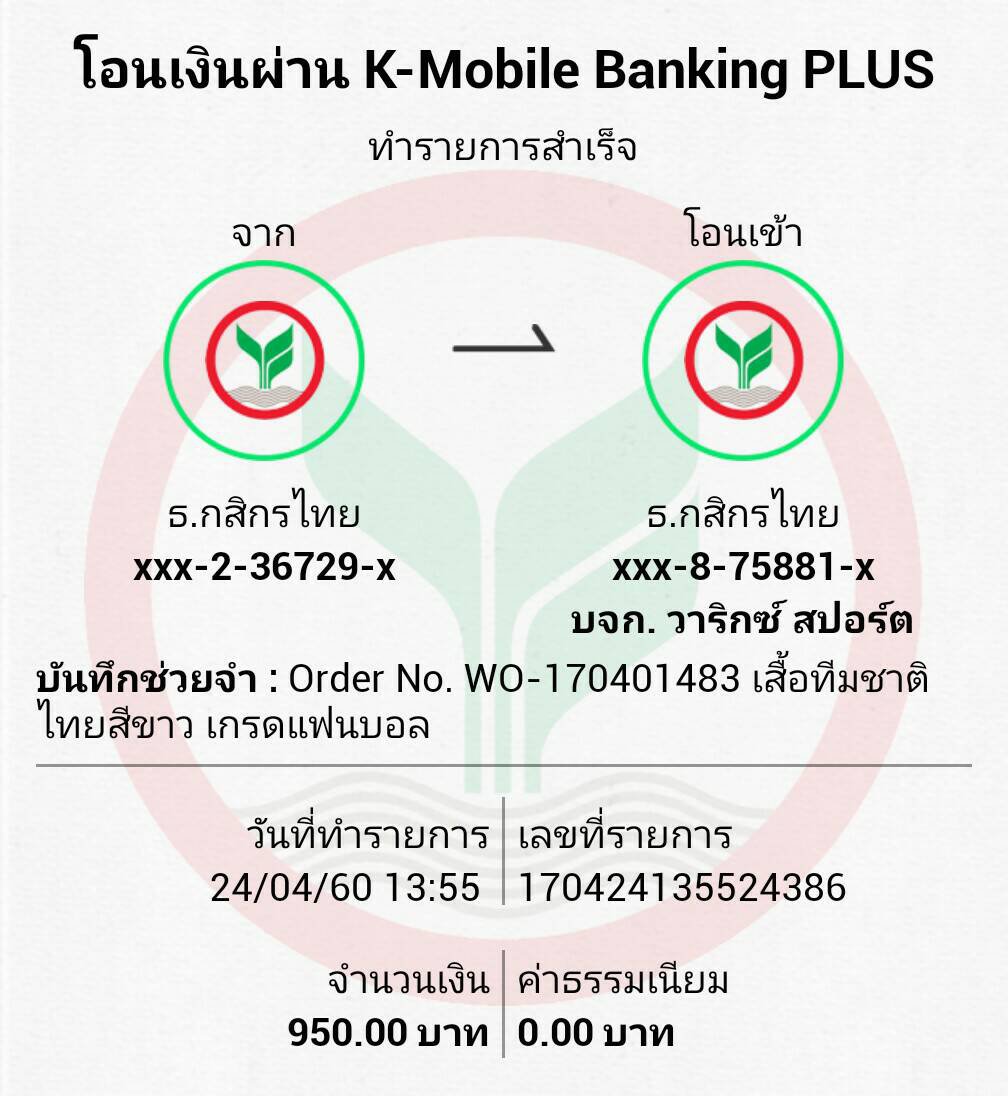 โอนเงินผ่าน K-Mobile Banking PLUS
ทำรายการสำเร็จ
จาก
โอนเข้า
ธ.กสิกรไทย
xxx-2-36729-x
ธ.กสิกรไทย
xxx-8-75881-x
บจก. วาริกซ์ สปอร์ต
บันทึกช่วยจำ : Order No. WO-170401483 เสื้อทีมชาติ
ไทยสีขาว เกรดแฟนบอล
วันที่ทำรายการ
24/04/60 13:55
เลขที่รายการ
170424135524386
จำนวนเงิน
950.00 บาท
ค่าธรรมเนียม
0.00 บาท